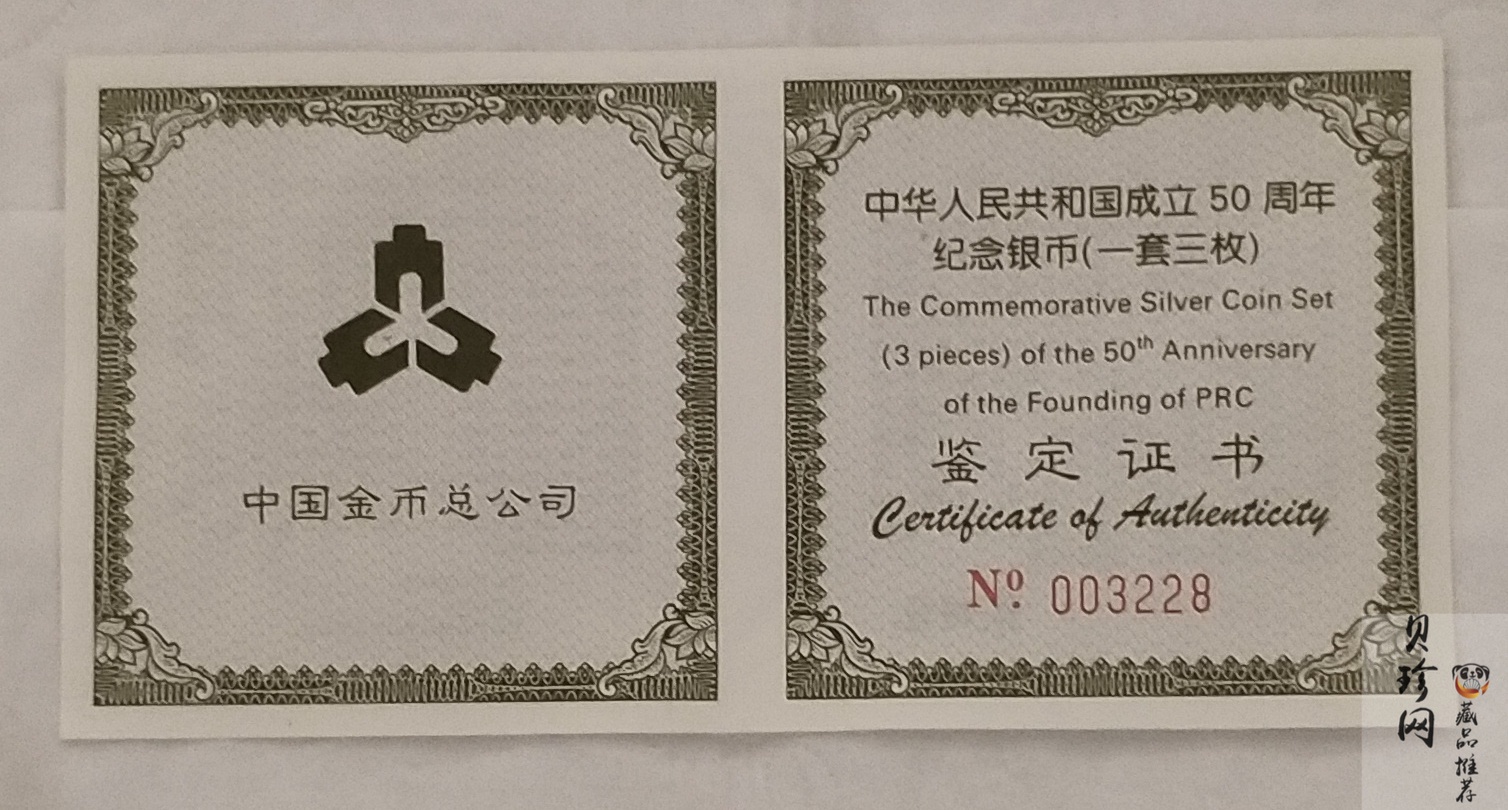 中国金币总公司
中华人民共和国成立 50 周年
纪念银币(一套三枚)
The Commemorative Silver Coin Set
(3 pieces) of the 50th Anniversary
of the Founding of PRC
鉴定证书
Certificate of Authenticity
Nº 003228
贝珍网
藏品推荐